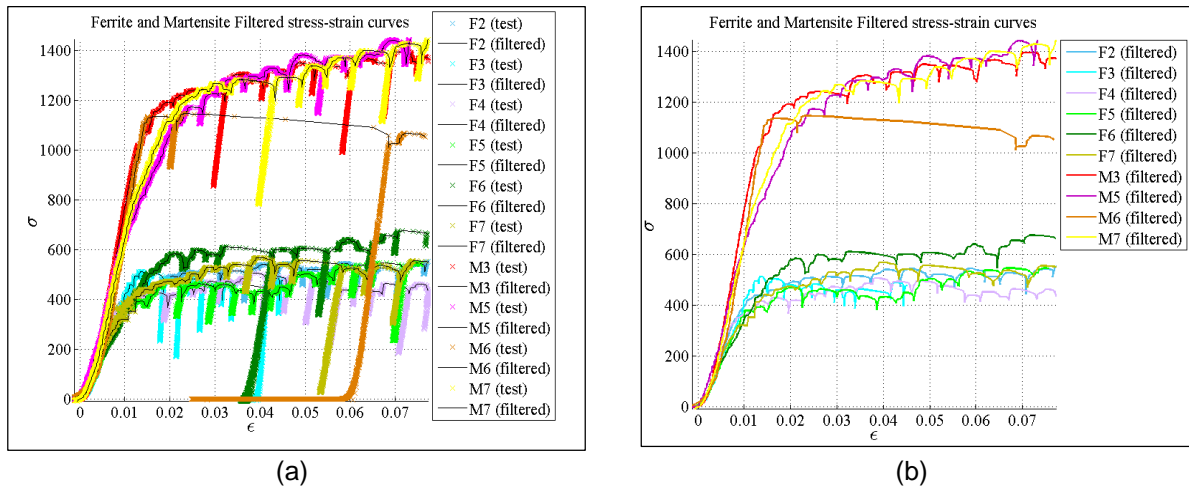 Ferrite and Martensite Filtered stress-strain curves
1400
1200
1000
800
600
400
200
0
σ
0
0.01
0.02
0.03
0.04
0.05
0.06
0.07
ϵ
F2 (test)
F2 (filtered)
F3 (test)
F3 (filtered)
F4 (test)
F4 (filtered)
F5 (test)
F5 (filtered)
F6 (test)
F6 (filtered)
F7 (test)
F7 (filtered)
M3 (test)
M3 (filtered)
M5 (test)
M5 (filtered)
M6 (test)
M6 (filtered)
M7 (test)
M7 (filtered)
(a)
Ferrite and Martensite Filtered stress-strain curves
1400
1200
1000
800
600
400
200
0
σ
0
0.01
0.02
0.03
0.04
0.05
0.06
0.07
ϵ
F2 (filtered)
F3 (filtered)
F4 (filtered)
F5 (filtered)
F6 (filtered)
F7 (filtered)
M3 (filtered)
M5 (filtered)
M6 (filtered)
M7 (filtered)
(b)